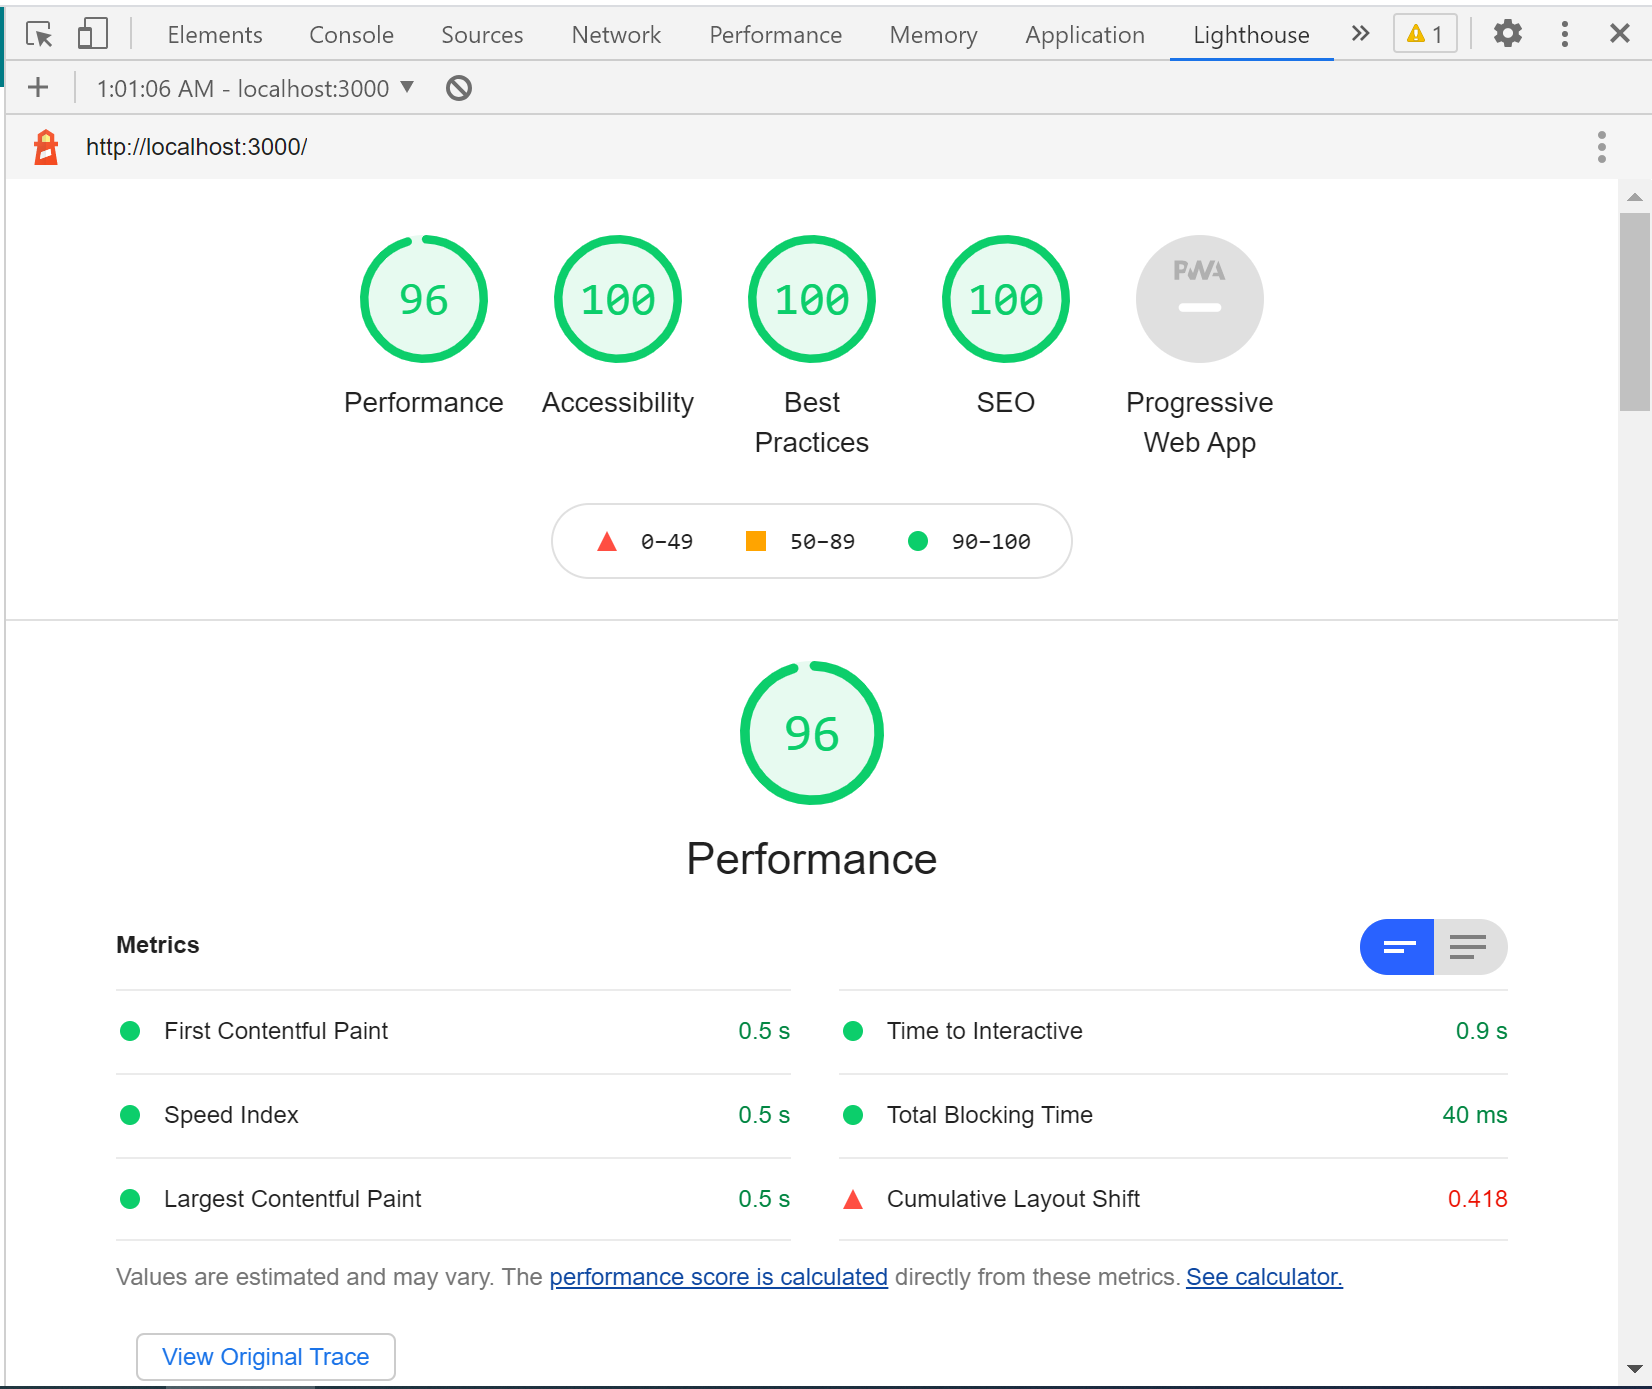 Elements Console Sources Network Performance Memory Application Lighthouse 1
1:01:06 AM - localhost:3000
http://localhost:3000/
96 100 100 100 PWA
Performance Accessibility Best Practices SEO Progressive Web App
0–49 50–89 90–100
96
Performance
Metrics
First Contentful Paint 0.5 s
Time to Interactive 0.9 s
Speed Index 0.5 s
Total Blocking Time 40 ms
Largest Contentful Paint 0.5 s
Cumulative Layout Shift 0.418
Values are estimated and may vary. The performance score is calculated directly from these metrics. See calculator.
View Original Trace